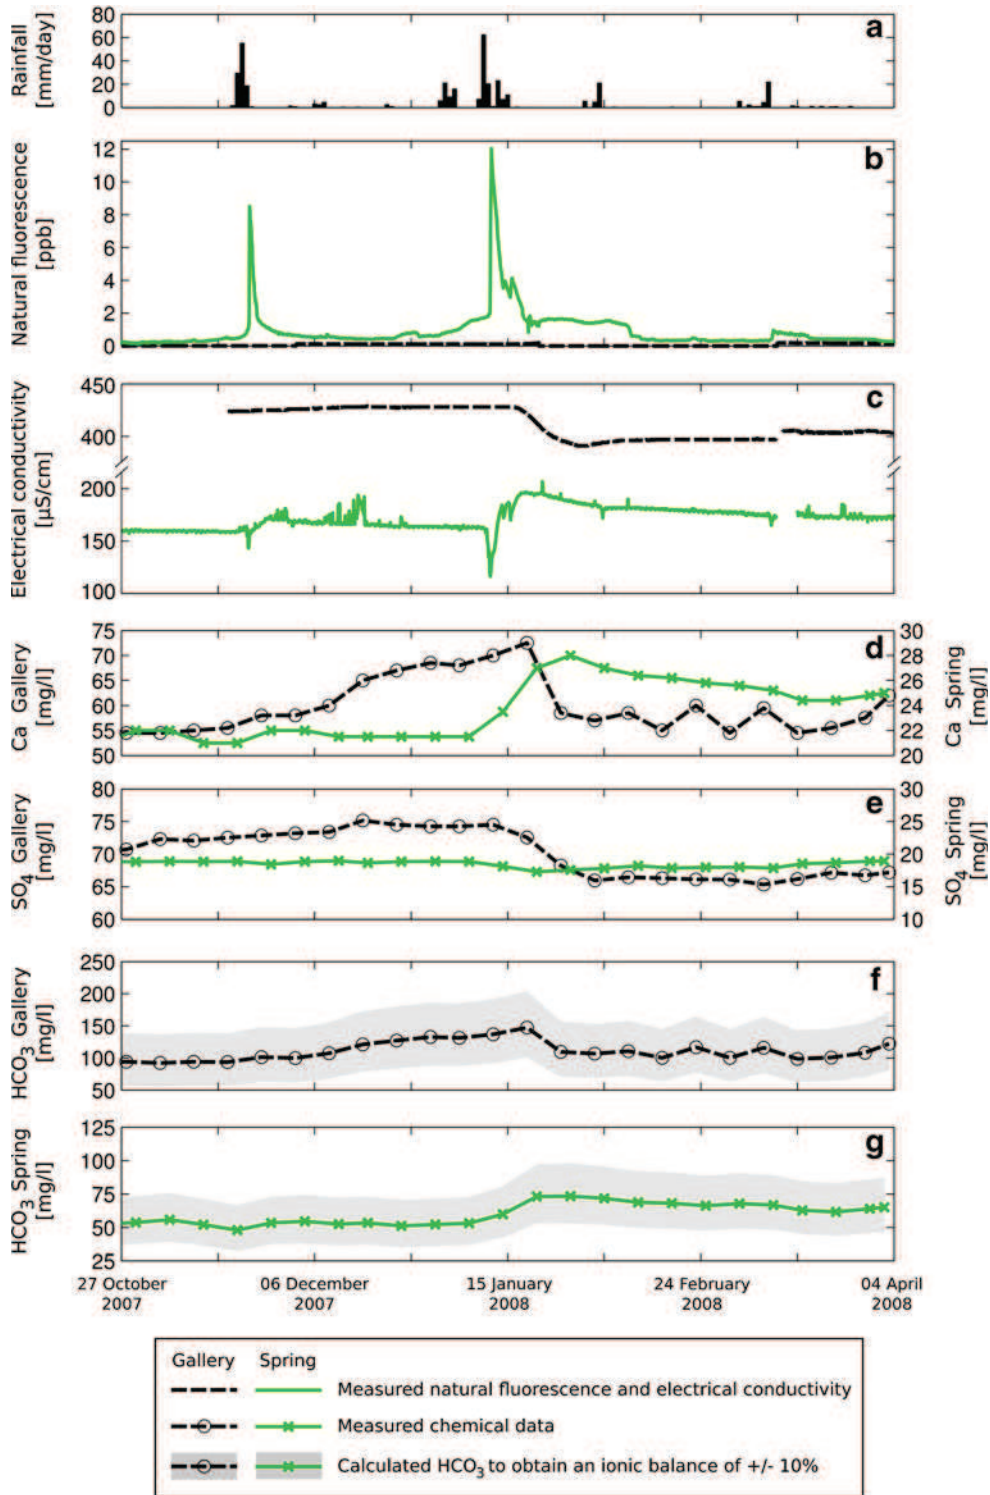 Rainfall
[mm/day]
80
60
40
20
0
a
Natural fluorescence
[ppb]
12
10
8
6
4
2
0
b
Electrical conductivity
[µS/cm]
450
400
200
150
100
c
Ca Gallery
[mg/l]
75
70
65
60
55
50
d
30
28
26
24
22
20
Ca Spring
[mg/l]
SO4 Gallery
[mg/l]
80
75
70
65
60
e
30
25
20
15
10
SO4 Spring
[mg/l]
HCO3 Gallery
[mg/l]
250
200
150
100
50
f
HCO3 Spring
[mg/l]
125
100
75
50
25
g
27 October 06 December 15 January 24 February 04 April
2007 2007 2008 2008 2008
Gallery Spring
Measured natural fluorescence and electrical conductivity
Measured chemical data
Calculated HCO3 to obtain an ionic balance of +/- 10%